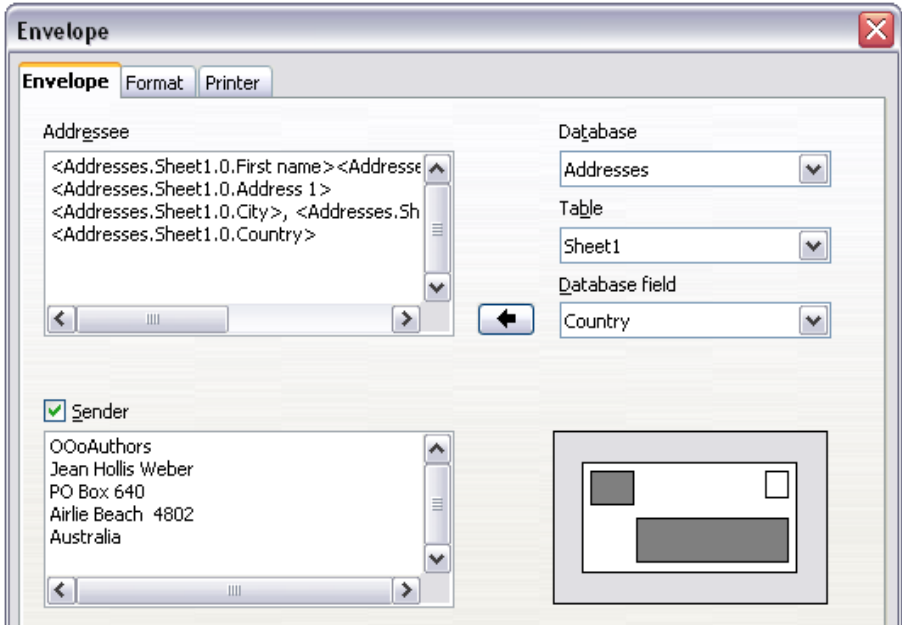 Envelope
Envelope Format Printer
Addressee
<Addresses.Sheet1.0.First name><Addresse
<Addresses.Sheet1.0.Address 1>
<Addresses.Sheet1.0.City>, <Addresses.Sh
<Addresses.Sheet1.0.Country>
Database
Addresses
Table
Sheet1
Database field
Country
Sender
OOoAuthors
Jean Hollis Weber
PO Box 640
Airlie Beach  4802
Australia